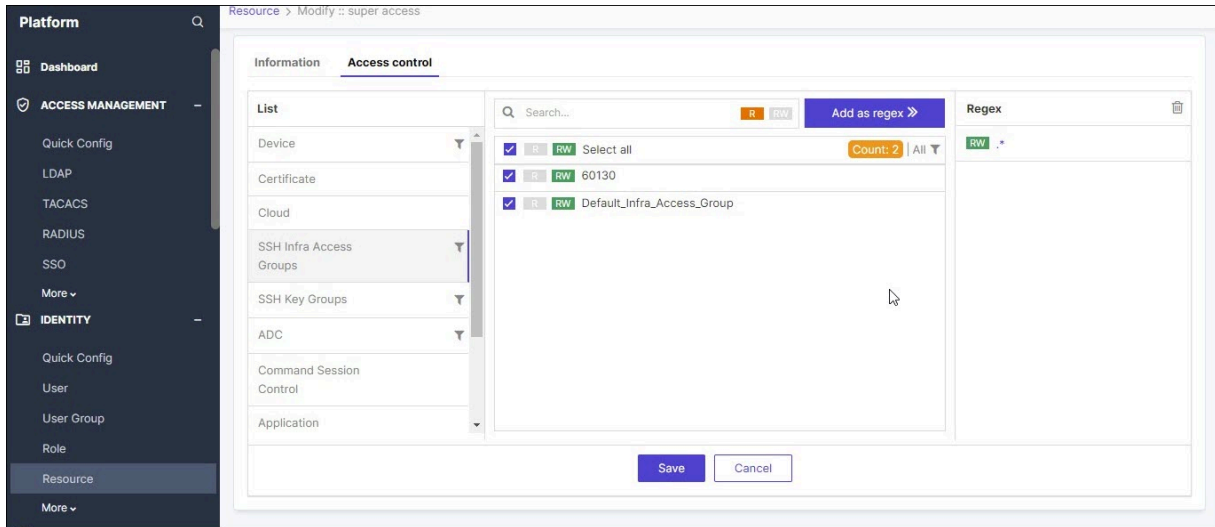 Platform
Dashboard
ACCESS MANAGEMENT
Quick Config
LDAP
TACACS
RADIUS
SSO
More
IDENTITY
Quick Config
User
User Group
Role
Resource
More
Resource > Modify :: super access
Information Access control
List
Device
Certificate
Cloud
SSH Infra Access
Groups
SSH Key Groups
ADC
Command Session
Control
Application
Search... R RW Add as regex
R RW Select all Count: 2 | All
R RW 60130
R RW Default_Infra_Access_Group
Regex
RW .*
Save Cancel